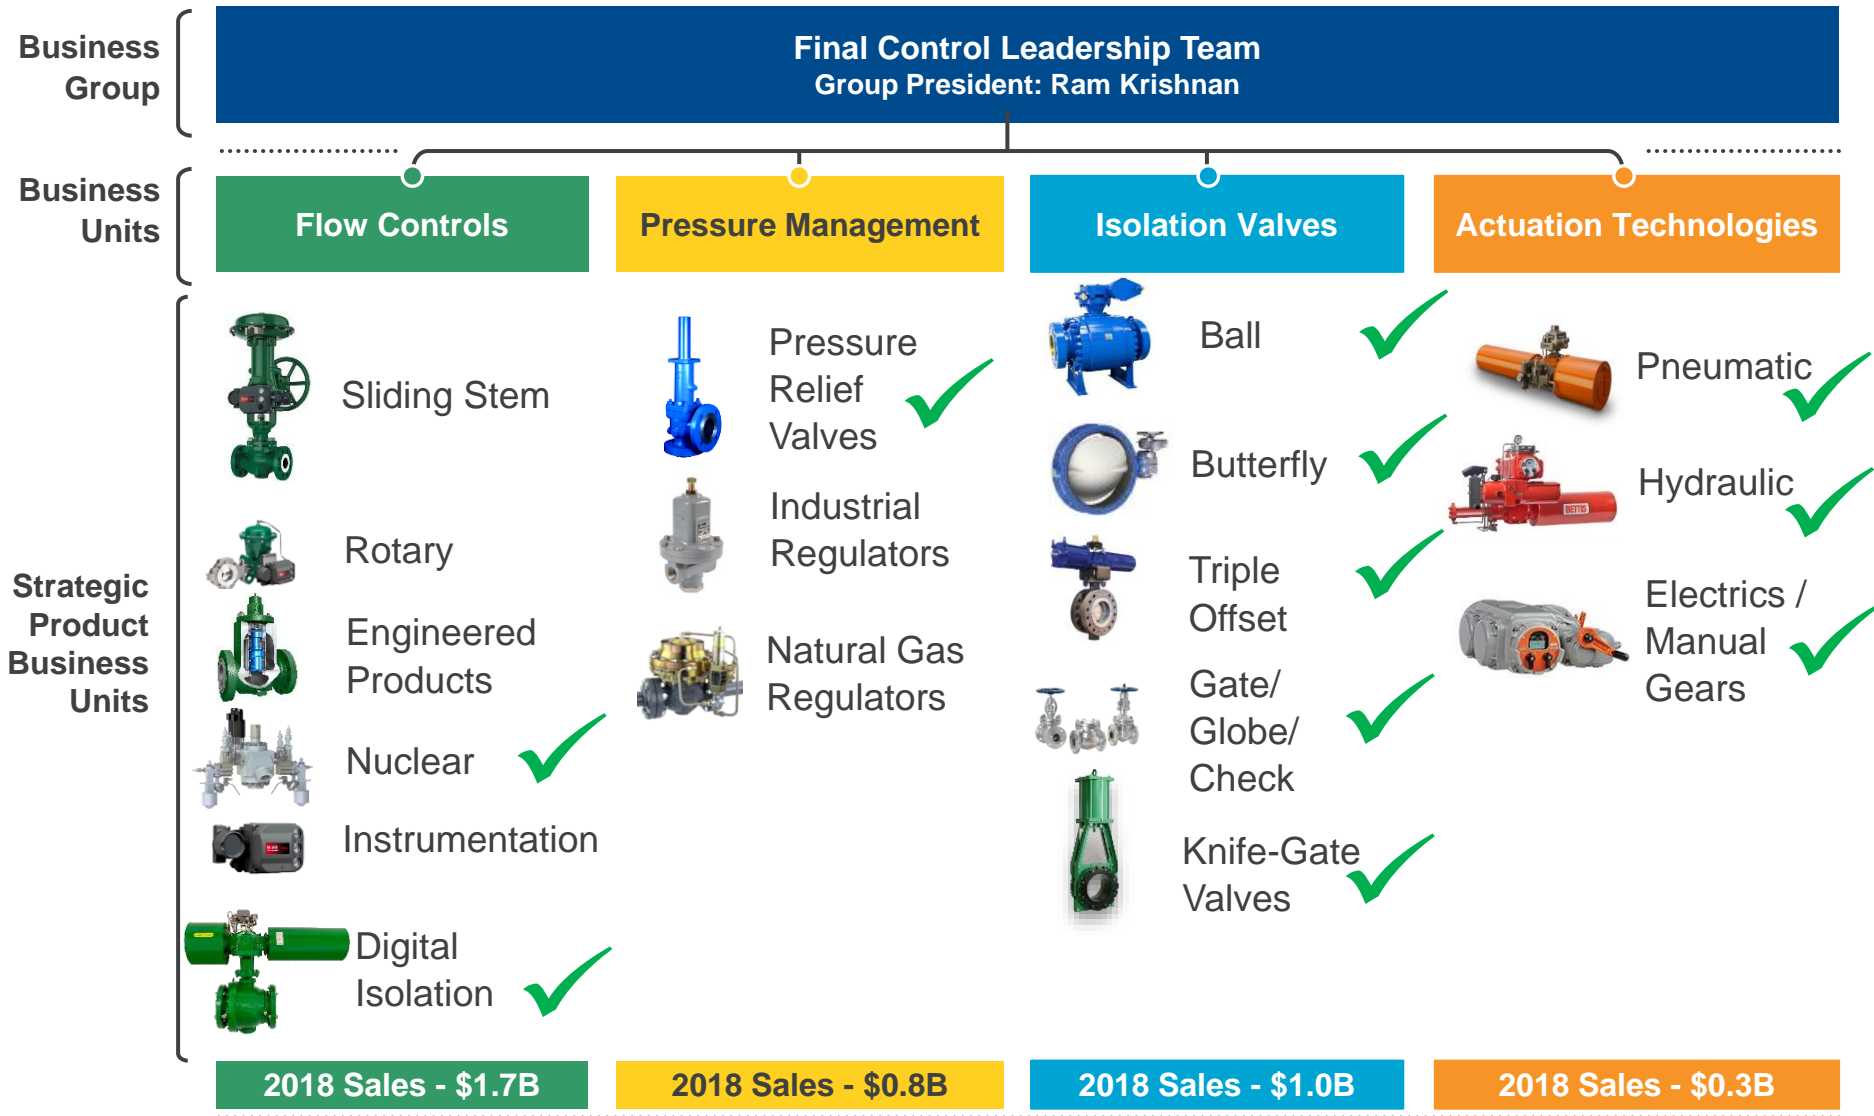 Business
Group
Final Control Leadership Team
Group President: Ram Krishnan
Business
Units
Flow Controls
Pressure Management
Isolation Valves
Actuation Technologies
Strategic
Product
Business
Units
Sliding Stem
Rotary
Engineered
Products
Nuclear
Instrumentation
Digital
Isolation
Pressure
Relief
Valves
Industrial
Regulators
Natural Gas
Regulators
Ball
Butterfly
Triple
Offset
Gate/
Globe/
Check
Knife-Gate
Valves
Pneumatic
Hydraulic
BETTIS
Electrics /
Manual
Gears
2018 Sales - $1.7B
2018 Sales - $0.8B
2018 Sales - $1.0B
2018 Sales - $0.3B